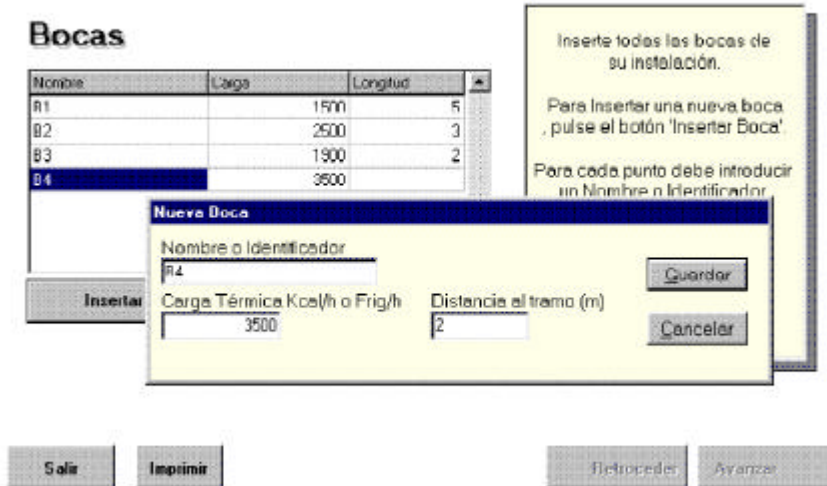 Bocas
Nombre Carga Longitud
B1 1500 5
B2 2500 3
B3 1900 2
B4 3500
Insertar
Inserte todas las bocas de
su instalación.
Para Insertar una nueva boca
, pulse el botón 'Insertar Boca'.
Para cada punto debe introducir
un Nombre o Identificador
Nueva Boca
Nombre o Identificador
B4
Guardar
Carga Térmica Kcal/h o Frig/h Distancia al tramo (m)
3500 2
Cancelar
Salir Imprimir Retroceder Avanzar